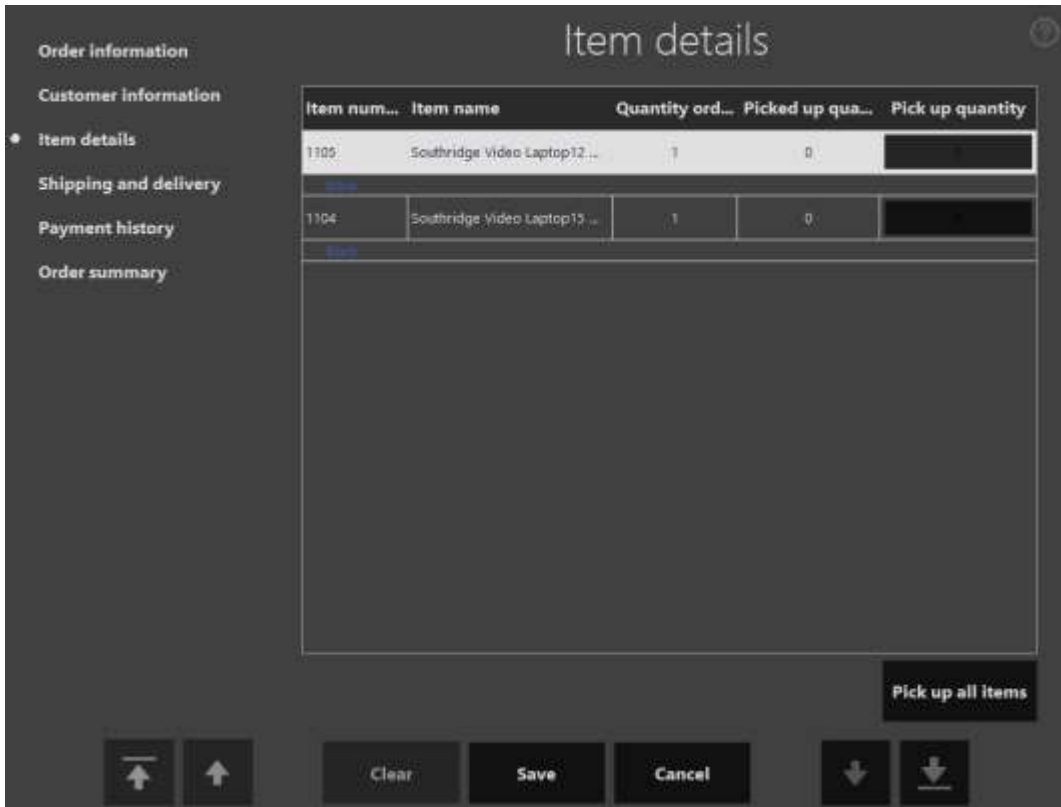 Item details
Order information
Customer information
Item details
Shipping and delivery
Payment history
Order summary
Item num... Item name Quantity ord... Picked up qua... Pick up quantity
1105 Southridge Video Laptop12 ... 1 0
1104 Southridge Video Laptop15 ... 1 0
Pick up all items
Clear Save Cancel